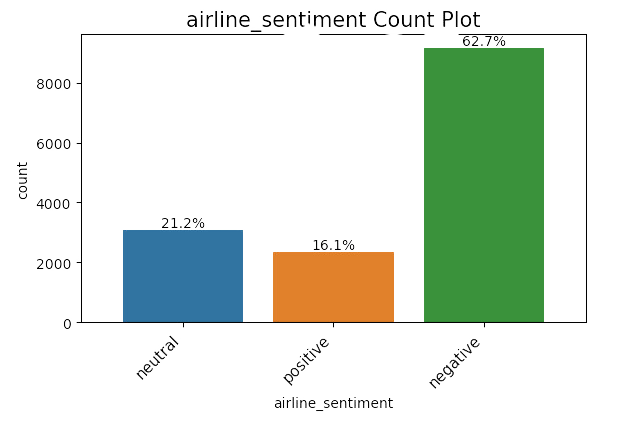 airline_sentiment Count Plot
62.7%
8000
6000
count
4000
21.2%
16.1%
2000
0
neutral
positive
negative
airline_sentiment